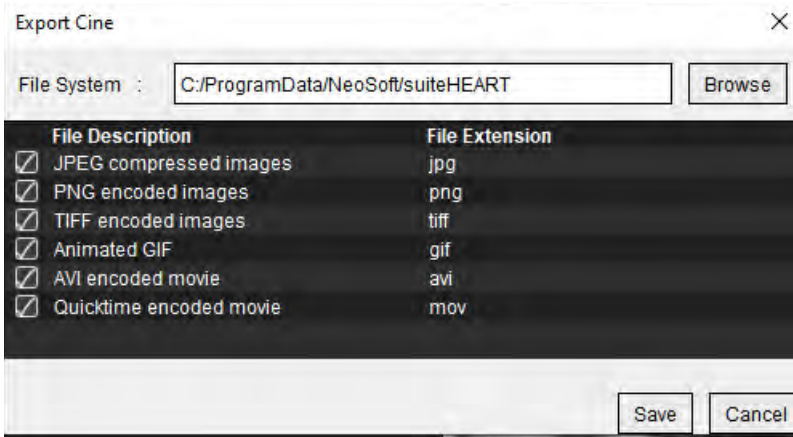 Export Cine
File System : C:/ProgramData/NeoSoft/suiteHEART Browse
File Description File Extension
JPEG compressed images jpg
PNG encoded images png
TIFF encoded images tiff
Animated GIF gif
AVI encoded movie avi
Quicktime encoded movie mov
Save Cancel